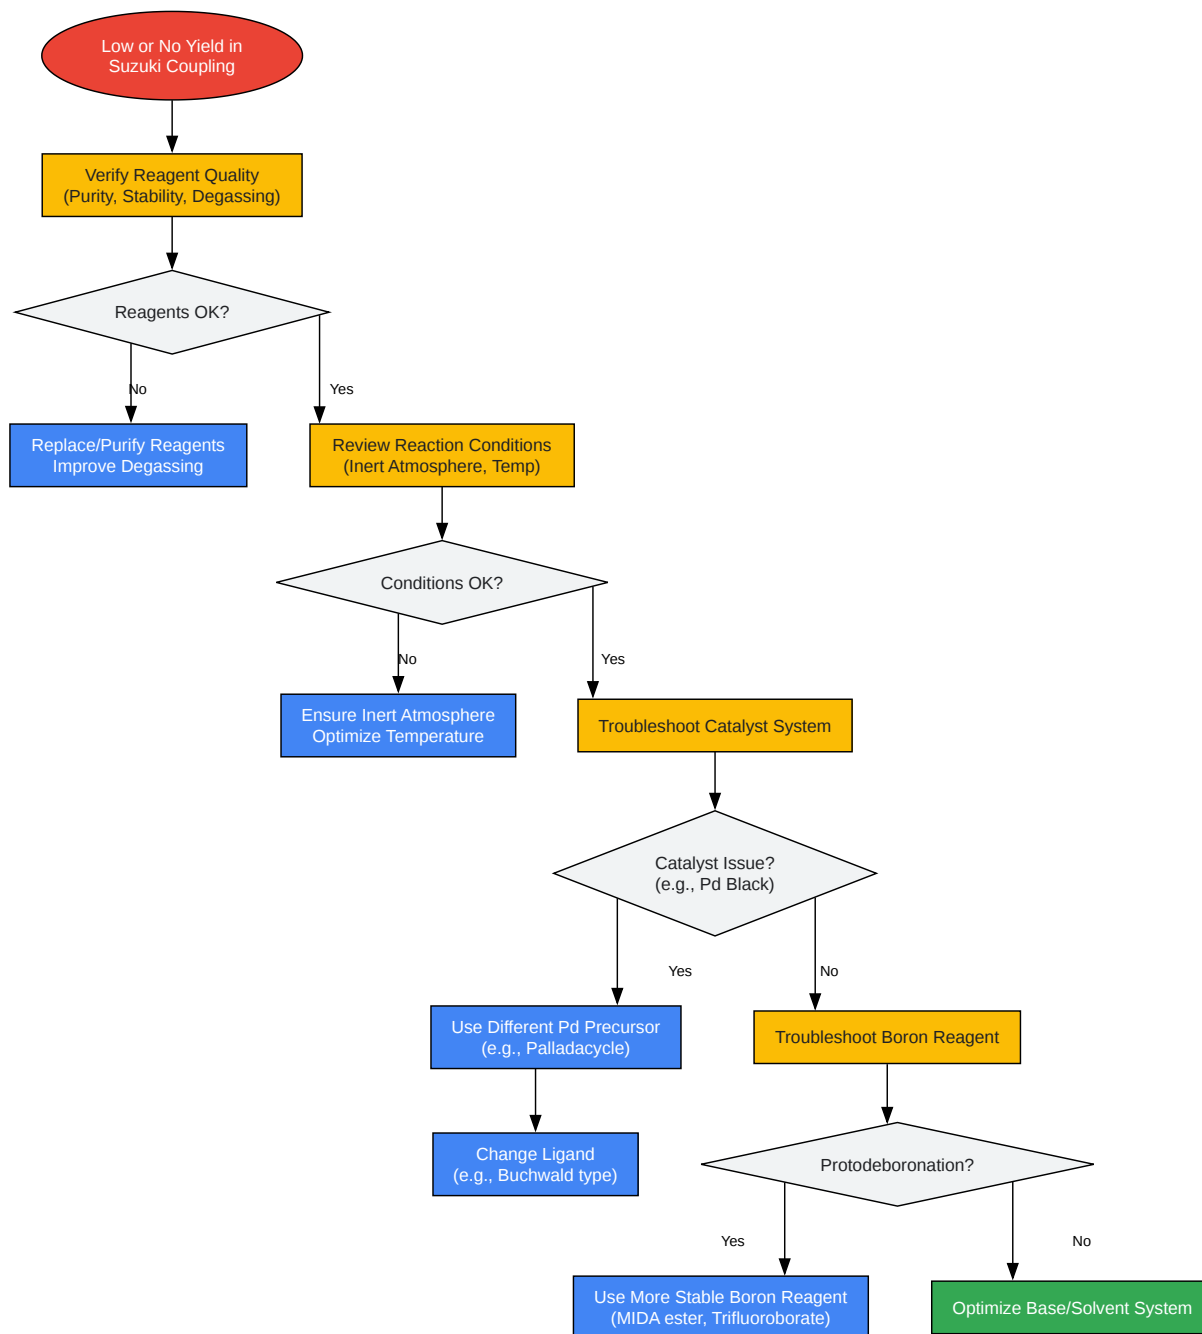 Low or No Yield in
Suzuki Coupling
Verify Reagent Quality
(Purity, Stability, Degassing)
Reagents OK?
No
Yes
Replace/Purify Reagents
Improve Degassing
Review Reaction Conditions
(Inert Atmosphere, Temp)
Conditions OK?
No
Yes
Ensure Inert Atmosphere
Optimize Temperature
Troubleshoot Catalyst System
Catalyst Issue?
(e.g., Pd Black)
Yes
No
Use Different Pd Precursor
(e.g., Palladacycle)
Troubleshoot Boron Reagent
Change Ligand
(e.g., Buchwald type)
Protodeboronation?
Yes
No
Use More Stable Boron Reagent
(MIDA ester, Trifluoroborate)
Optimize Base/Solvent System